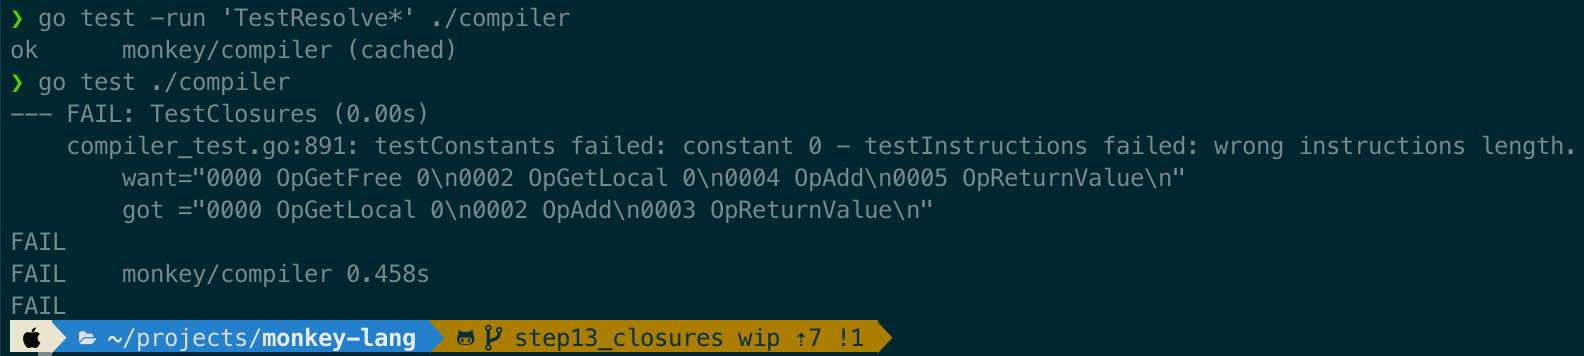 ❯ go test -run 'TestResolve*' ./compiler
ok      monkey/compiler (cached)
❯ go test ./compiler
--- FAIL: TestClosures (0.00s)
    compiler_test.go:891: testConstants failed: constant 0 - testInstructions failed: wrong instructions length.
        want="0000 OpGetFree 0\n0002 OpGetLocal 0\n0004 OpAdd\n0005 OpReturnValue\n"
        got ="0000 OpGetLocal 0\n0002 OpAdd\n0003 OpReturnValue\n"
FAIL
FAIL    monkey/compiler 0.458s
FAIL
~/projects/monkey-lang step13_closures wip ⇡7 !1